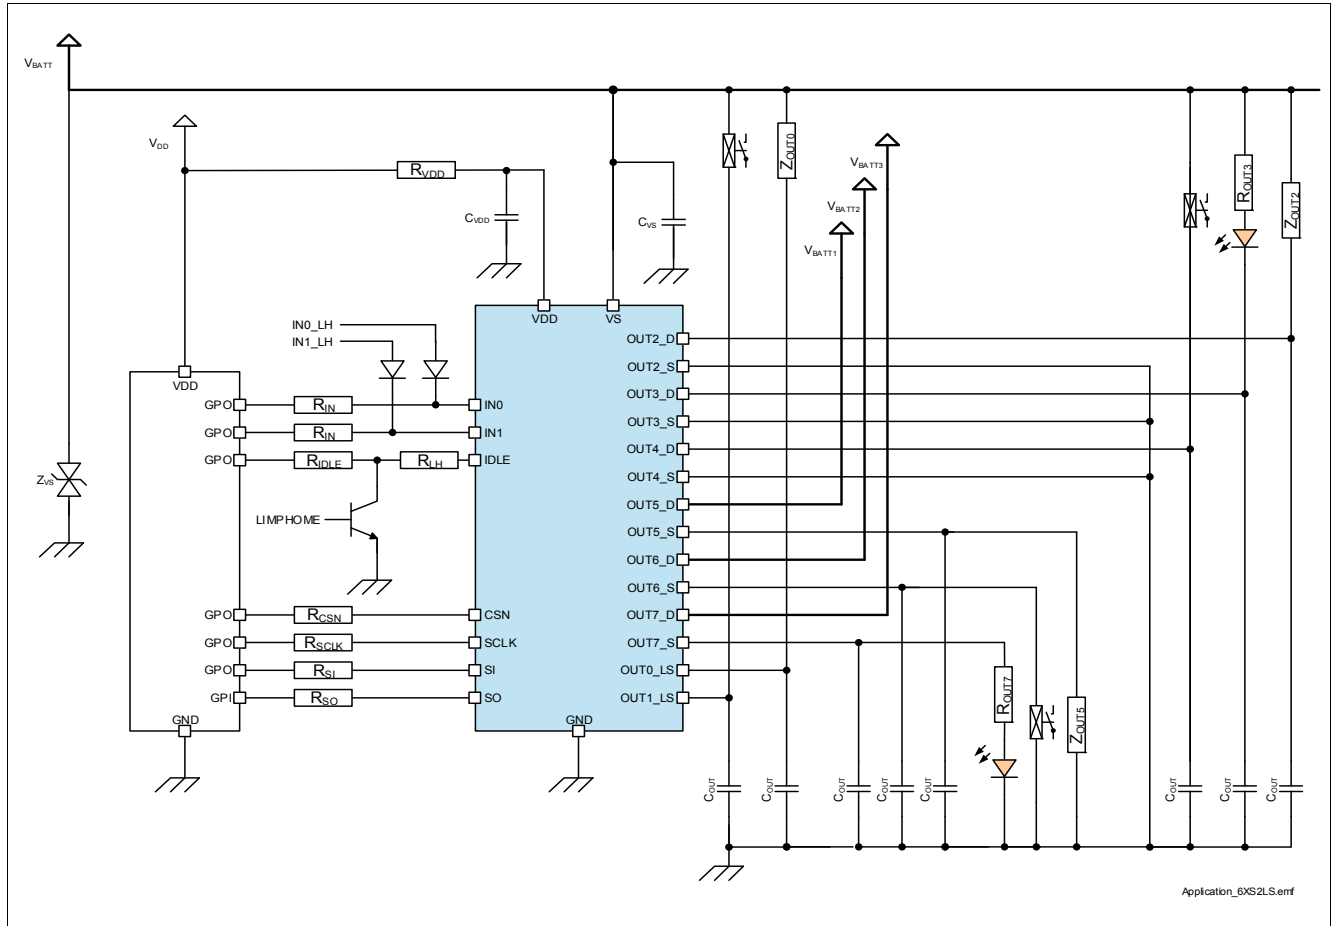 VBATT
VDD
RVDD
ZOUT0
VBATT3
ROUT3
ZOUT2
CVDD
CVS
VBATT2
VBATT1
VDD
VS
IN0_LH
IN1_LH
OUT2_D
OUT2_S
VDD
OUT3_D
GPO
RIN
IN0
OUT3_S
GPO
RIN
IN1
OUT4_D
GPO
RIDLE
RLH
IDLE
OUT4_S
ZVS
OUT5_D
LIMPHOME
OUT5_S
OUT6_D
OUT6_S
GPO
RCSN
CSN
OUT7_D
GPO
RSCLK
SCLK
OUT7_S
GPO
RSI
SI
OUT0_LS
GPI
RSO
SO
OUT1_LS
ROUT7
ZOUT5
GND
GND
COUT
COUT
COUT
COUT
COUT
COUT
COUT
COUT
Application_6XS2LS.emf